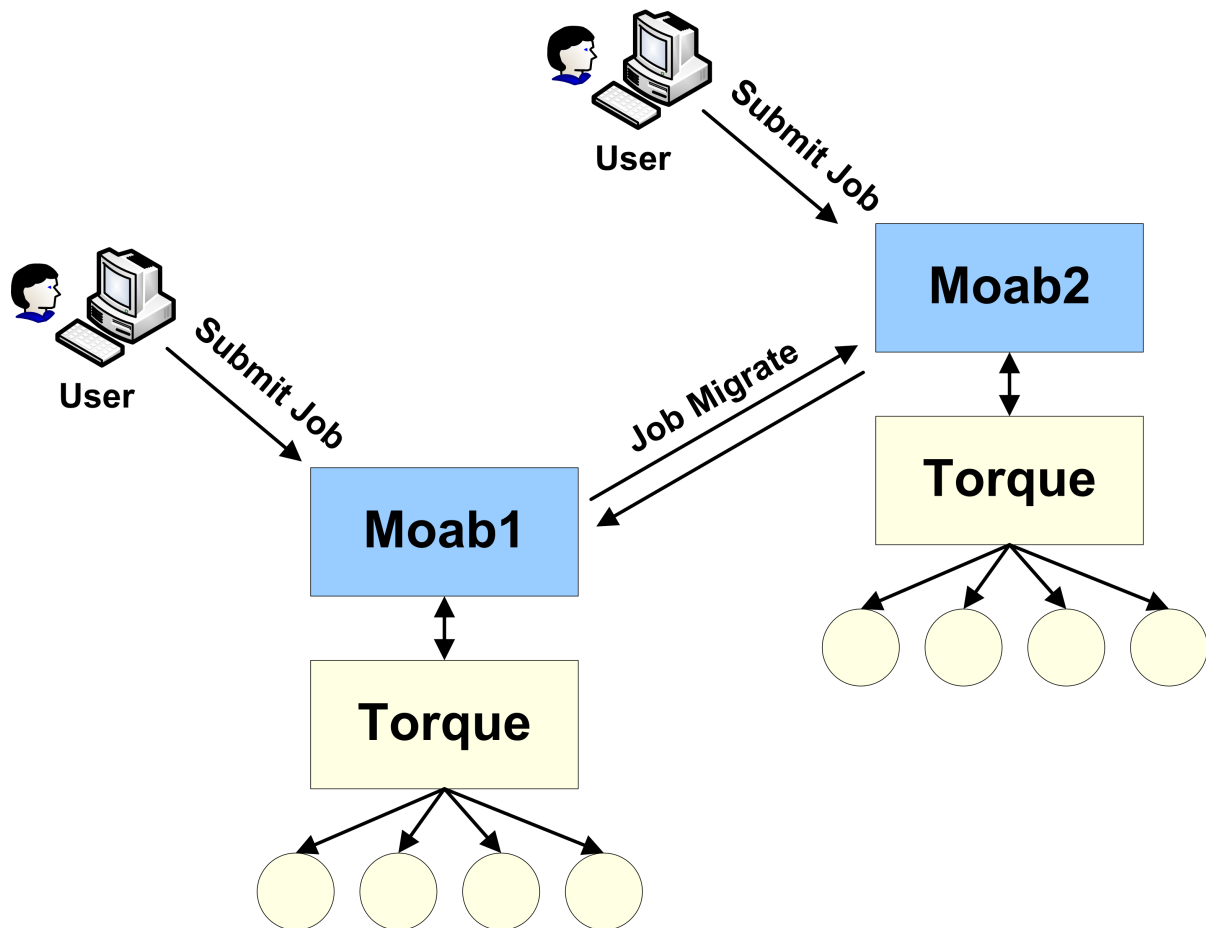 Submit Job
User
Moab2
Submit Job
User
Job Migrate
Torque
Moab1
Torque